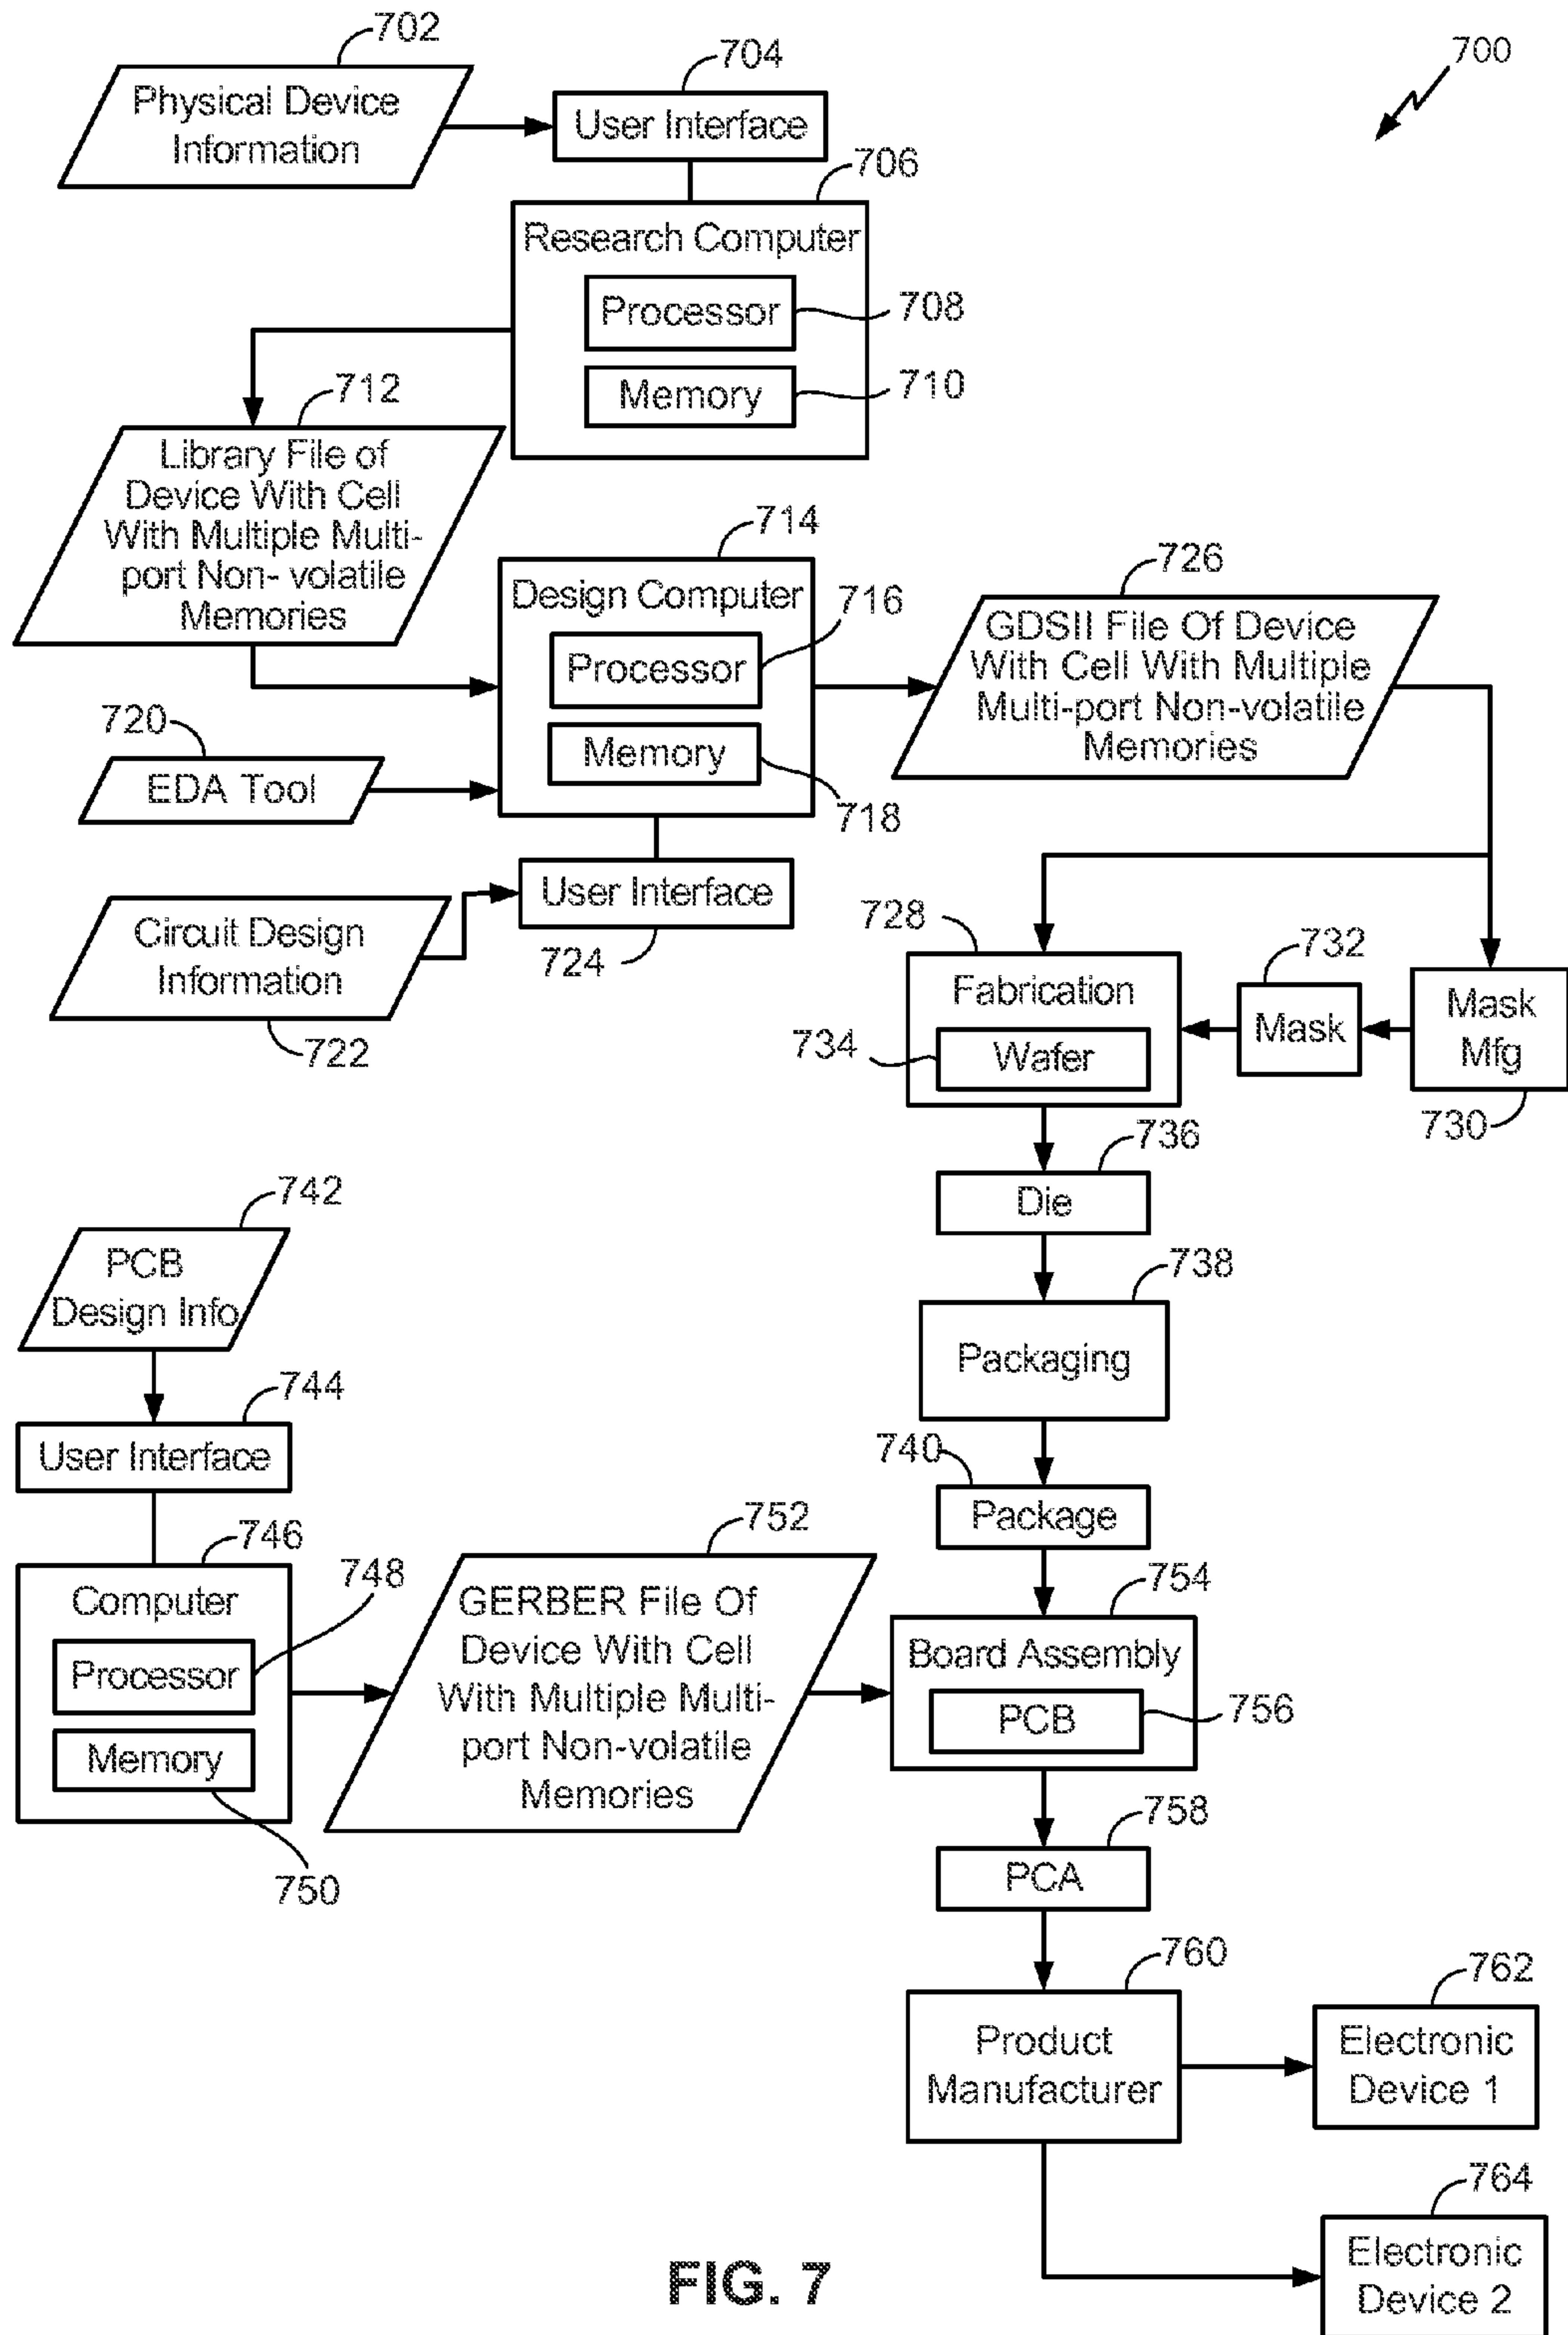 702
700
704
Physical Device
Information
User Interface
706
Research Computer
Processor
708
Memory
710
712
Library File of
Device With Cell
With Multiple Multi-
port Non- volatile
Memories
714
Design Computer
716
Processor
Memory
718
726
GDSII File Of Device
With Cell With Multiple
Multi-port Non-volatile
Memories
720
EDA Tool
User Interface
724
Circuit Design
Information
722
728
Fabrication
734
Wafer
732
Mask
Mask
Mfg
730
736
Die
738
Packaging
740
Package
742
PCB
Design Info
744
User Interface
746
Computer
748
Processor
Memory
750
752
GERBER File Of
Device With Cell
With Multiple Multi-
port Non-volatile
Memories
754
Board Assembly
PCB
756
758
PCA
760
Product
Manufacturer
762
Electronic
Device 1
764
Electronic
Device 2
FIG. 7